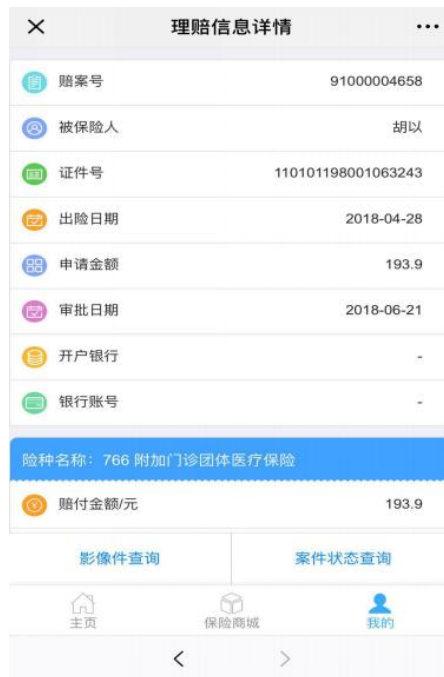 理赔信息详情
赔案号 91000004658
被保险人 胡以
证件号 110101198001063243
出险日期 2018-04-28
申请金额 193.9
审批日期 2018-06-21
开户银行 -
银行账号 -
险种名称：766 附加门诊团体医疗保险
赔付金额/元 193.9
影像件查询 案件状态查询
主页 保险商城 我的